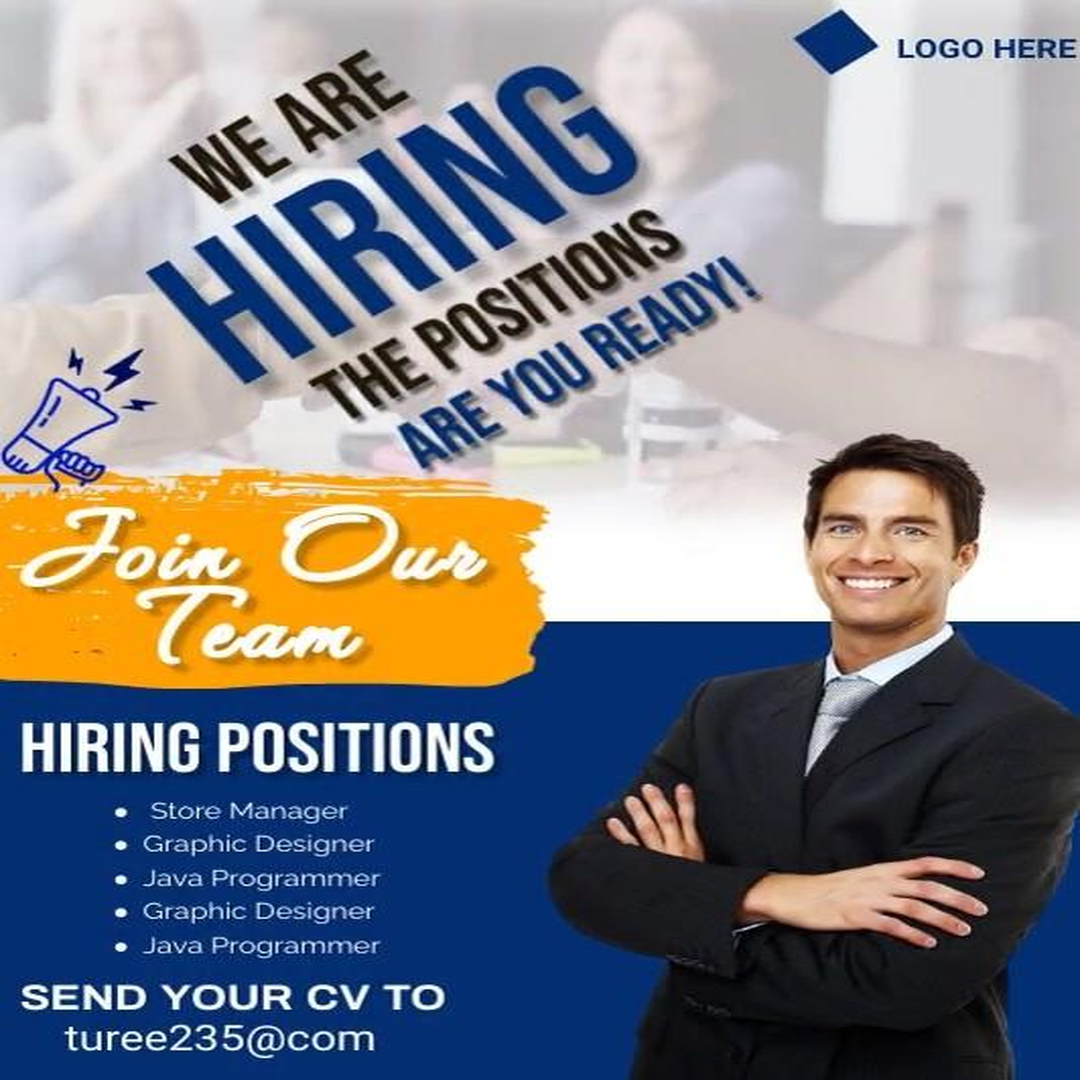 LOGO HERE
WE ARE
HIRING
THE POSITIONS
ARE YOU READY!
Join Our
Team
HIRING POSITIONS
• Store Manager
• Graphic Designer
• Java Programmer
• Graphic Designer
• Java Programmer
SEND YOUR CV TO
turee235@com